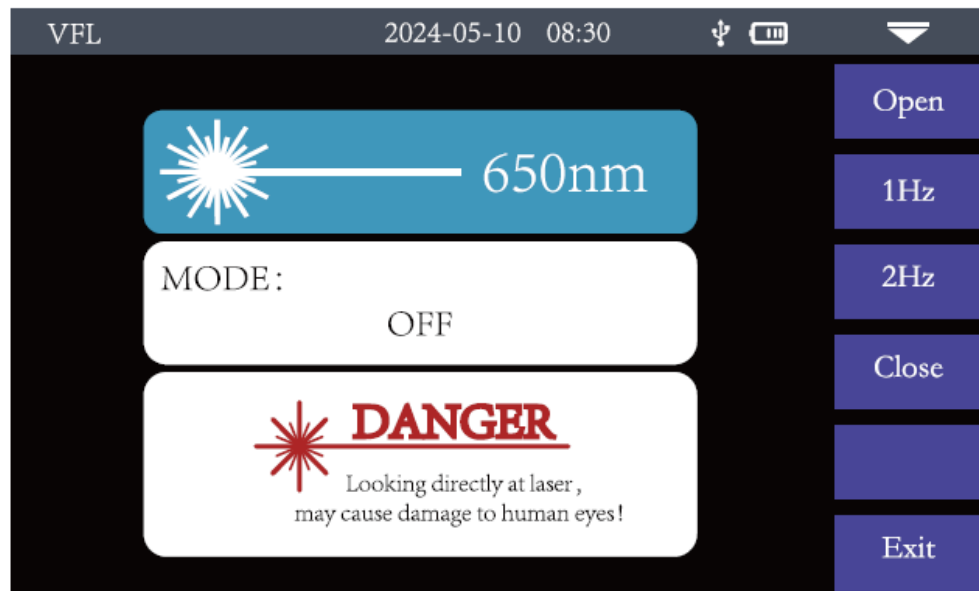 VFL 2024-05-10 08:30
650nm
MODE:
OFF
DANGER
Looking directly at laser,
may cause damage to human eyes!
Open
1Hz
2Hz
Close
Exit